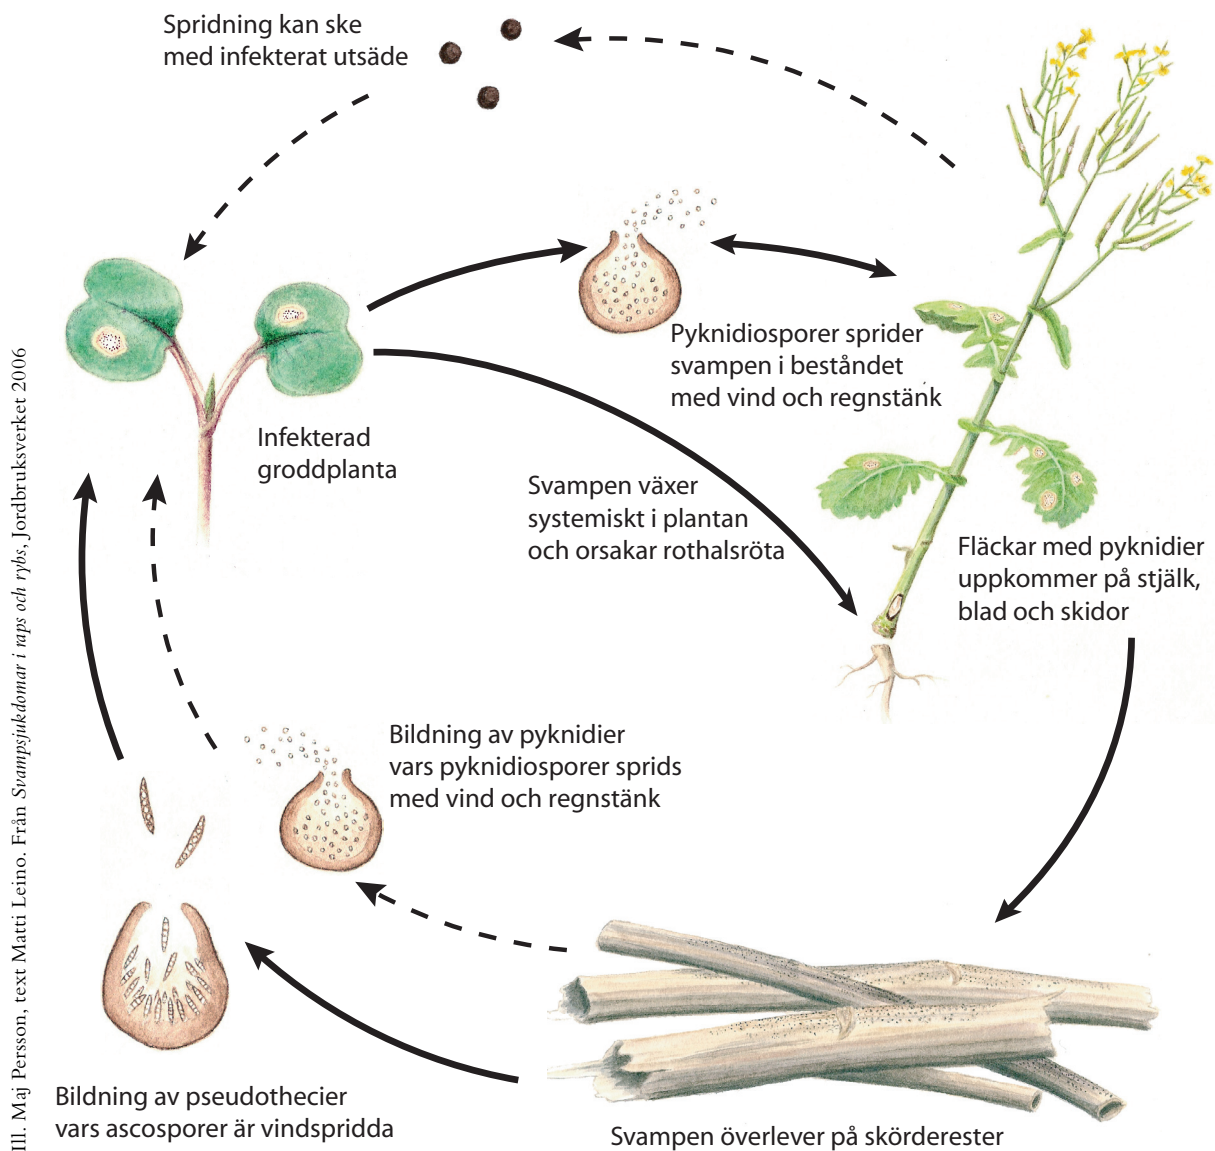 Spridning kan ske
med infekterat utsäde
Pyknidiosporer sprider
svampen i beståndet
med vind och regnstänk
Infekterad
groddplanta
Svampen växer
systemiskt i plantan
och orsakar rothalsröta
Fläckar med pyknidier
uppkommer på stjälk,
blad och skidor
Bildning av pyknidier
vars pyknidiosporer sprids
med vind och regnstänk
Bildning av pseudothecier
vars ascosporer är vindspridda
Svampen överlever på skörderester
Ill. Maj Persson, text Matti Leino. Från Svampsjukdomar i raps och rybs, Jordbruksverket 2006